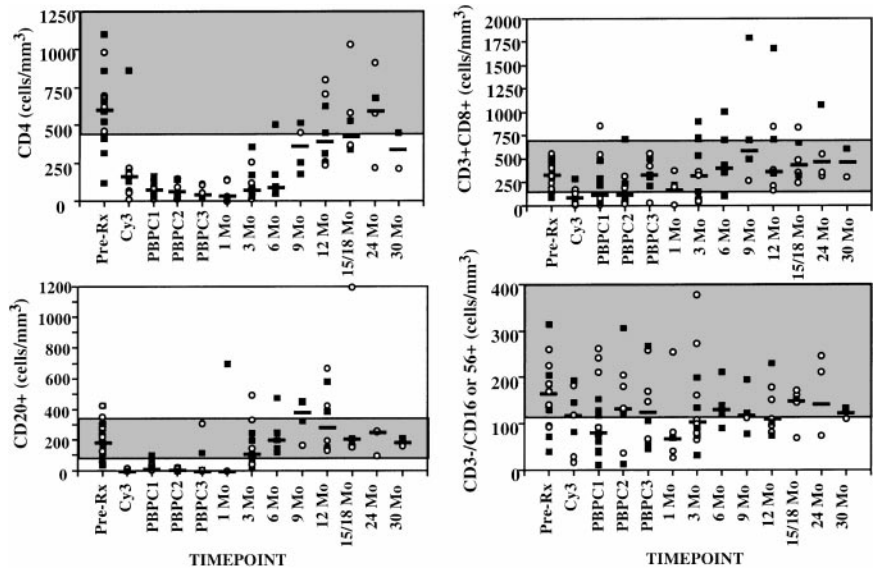 CD4 (cells/mm3)
1250
1000
750
500
250
0
Pre-Rx
Cy3
PBPC1
PBPC2
PBPC3
1 Mo
3 Mo
6 Mo
9 Mo
12 Mo
15/18 Mo
24 Mo
30 Mo
CD3+CD8+ (cells/mm3)
2000
1750
1500
1250
1000
750
500
250
0
Pre-Rx
Cy3
PBPC1
PBPC2
PBPC3
1 Mo
3 Mo
6 Mo
9 Mo
12 Mo
15/18 Mo
24 Mo
30 Mo
CD20+ (cells/mm3)
1200
1000
800
600
400
200
0
Pre-Rx
Cy3
PBPC1
PBPC2
PBPC3
1 Mo
3 Mo
6 Mo
9 Mo
12 Mo
15/18 Mo
24 Mo
30 Mo
TIMEPOINT
CD3-/CD16 or 56+ (cells/mm3)
400
300
200
100
0
Pre-Rx
Cy3
PBPC1
PBPC2
PBPC3
1 Mo
3 Mo
6 Mo
9 Mo
12 Mo
15/18 Mo
24 Mo
30 Mo
TIMEPOINT